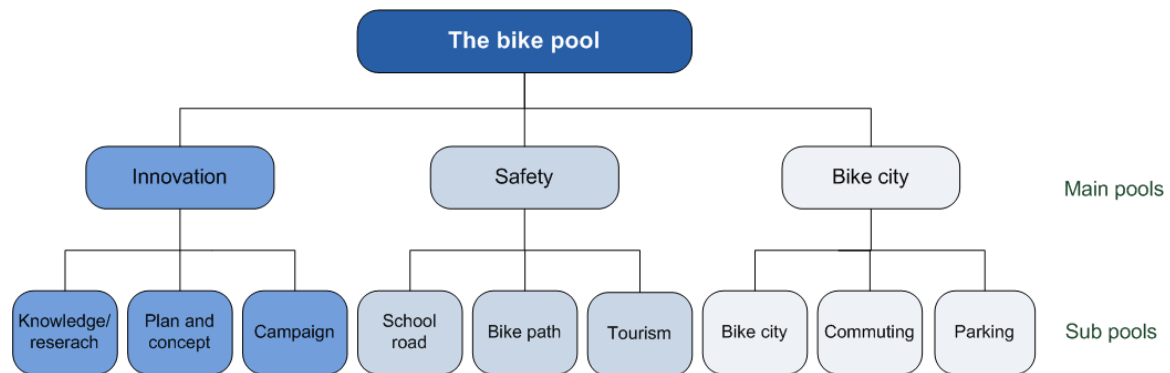 The bike pool
Innovation
Safety
Bike city
Main pools
Knowledge/
reserach
Plan and
concept
Campaign
School
road
Bike path
Tourism
Bike city
Commuting
Parking
Sub pools